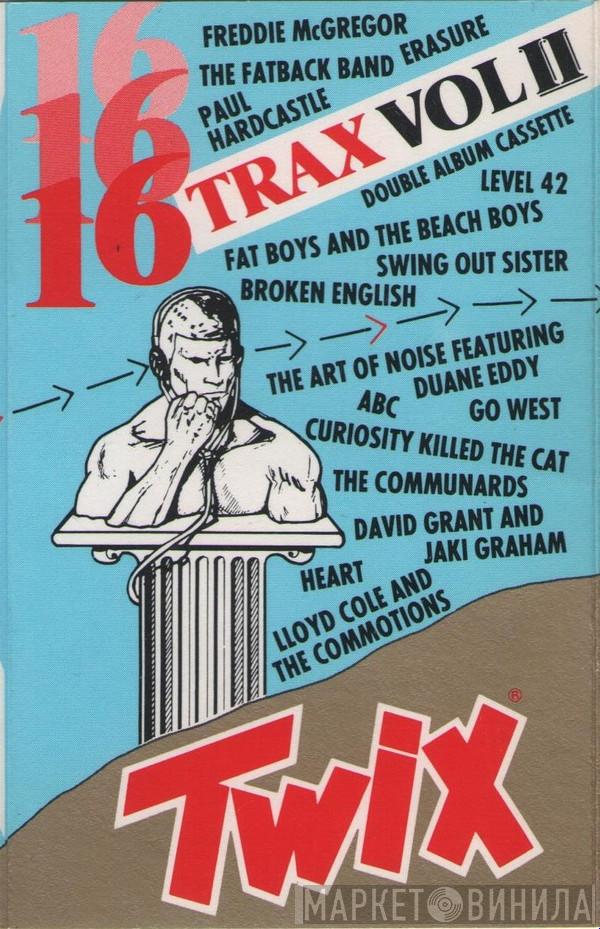 16
16
16
TRAX VOL II
FREDDIE McGREGOR
ERASURE
THE FATBACK BAND
PAUL
HARDCASTLE
DOUBLE ALBUM CASSETTE
LEVEL 42
FAT BOYS AND THE BEACH BOYS
SWING OUT SISTER
BROKEN ENGLISH
THE ART OF NOISE FEATURING
DUANE EDDY
ABC
GO WEST
CURIOSITY KILLED THE CAT
THE COMMUNARDS
DAVID GRANT AND
JAKI GRAHAM
HEART
LLOYD COLE AND
THE COMMOTIONS
TWIX
®
МАРКЕТ ВИНИЛА